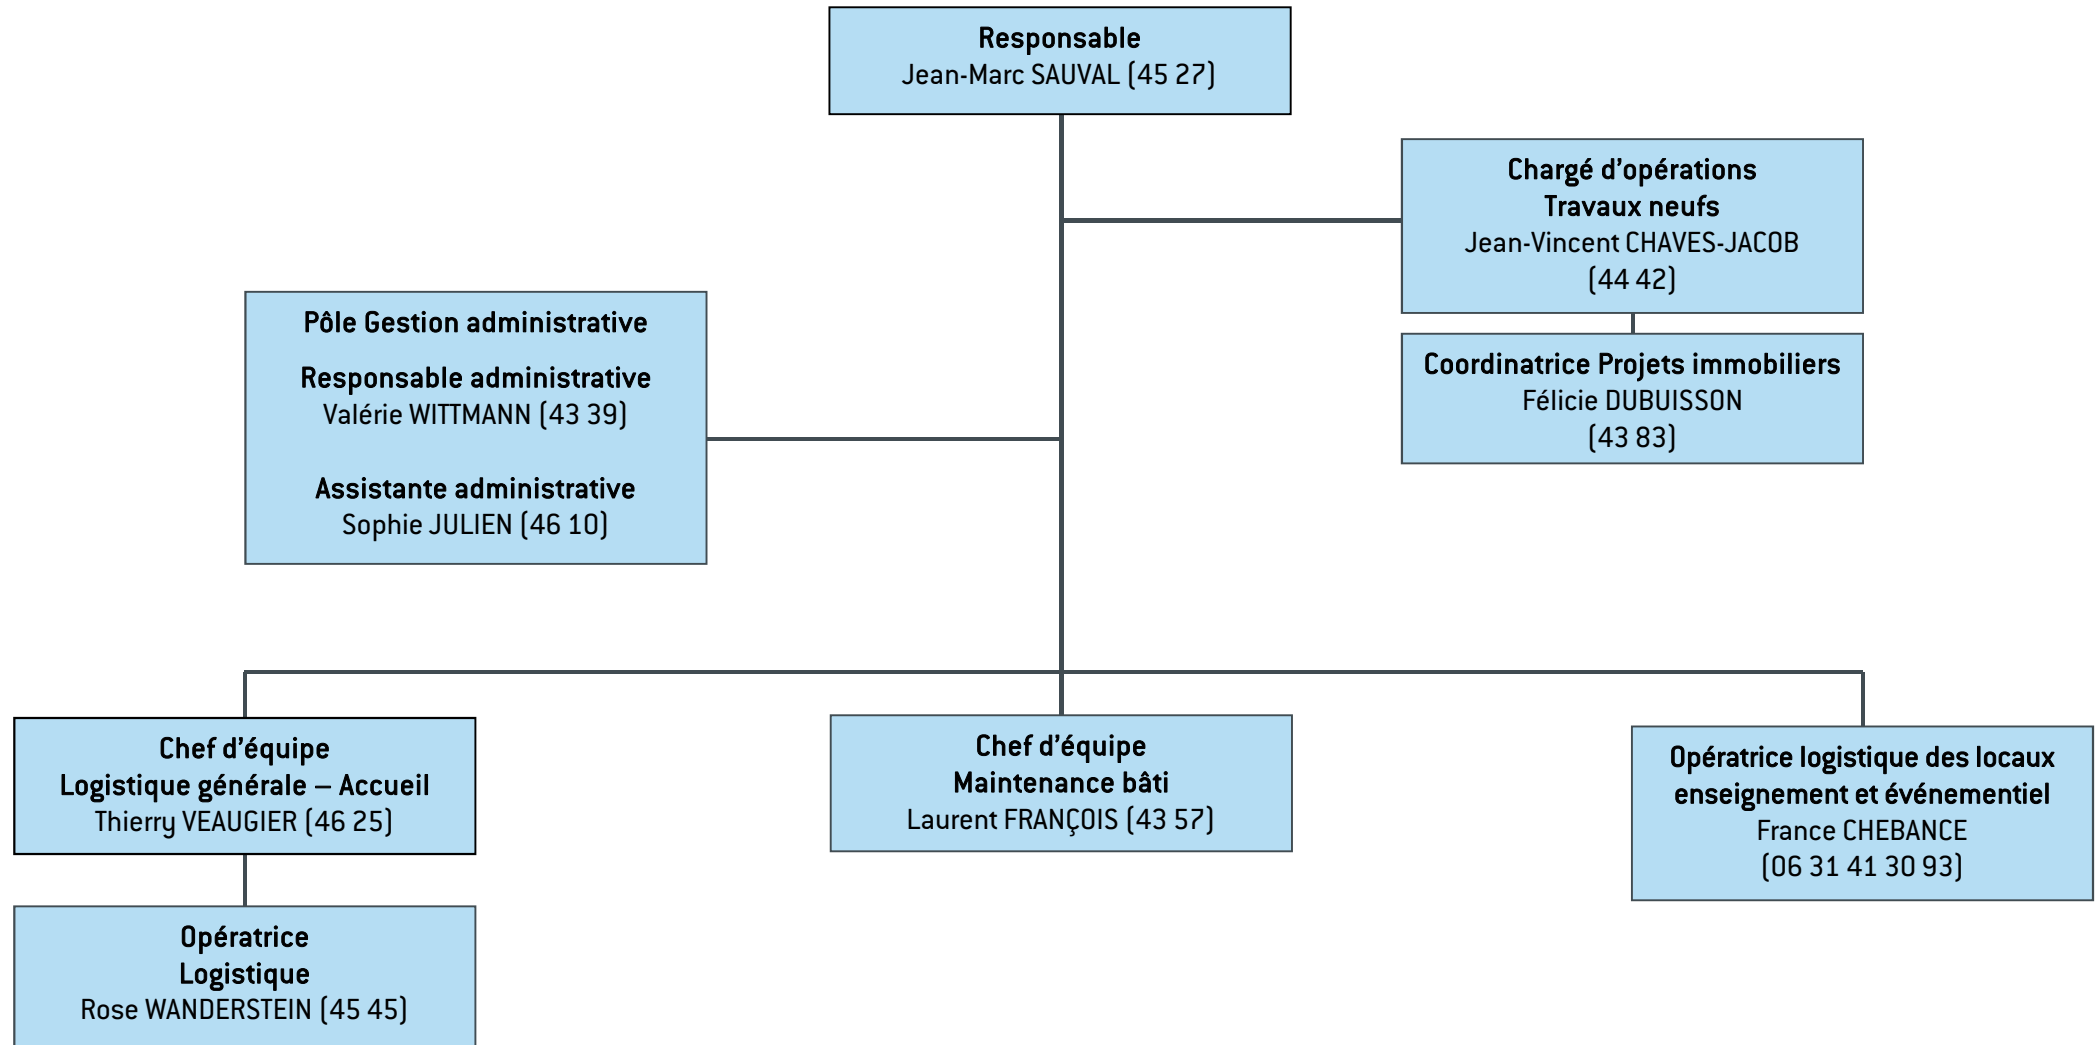 Responsable
Jean-Marc SAUVAL (45 27)
Chargé d’opérations
Travaux neufs
Jean-Vincent CHAVES-JACOB
(44 42)
Coordinatrice Projets immobiliers
Félicie DUBUISSON
(43 83)
Pôle Gestion administrative
Responsable administrative
Valérie WITTMANN (43 39)
Assistante administrative
Sophie JULIEN (46 10)
Chef d’équipe
Logistique générale – Accueil
Thierry VEAUGIER (46 25)
Opératrice
Logistique
Rose WANDERSTEIN (45 45)
Chef d’équipe
Maintenance bâti
Laurent FRANÇOIS (43 57)
Opératrice logistique des locaux
enseignement et événementiel
France CHEBANCE
(06 31 41 30 93)